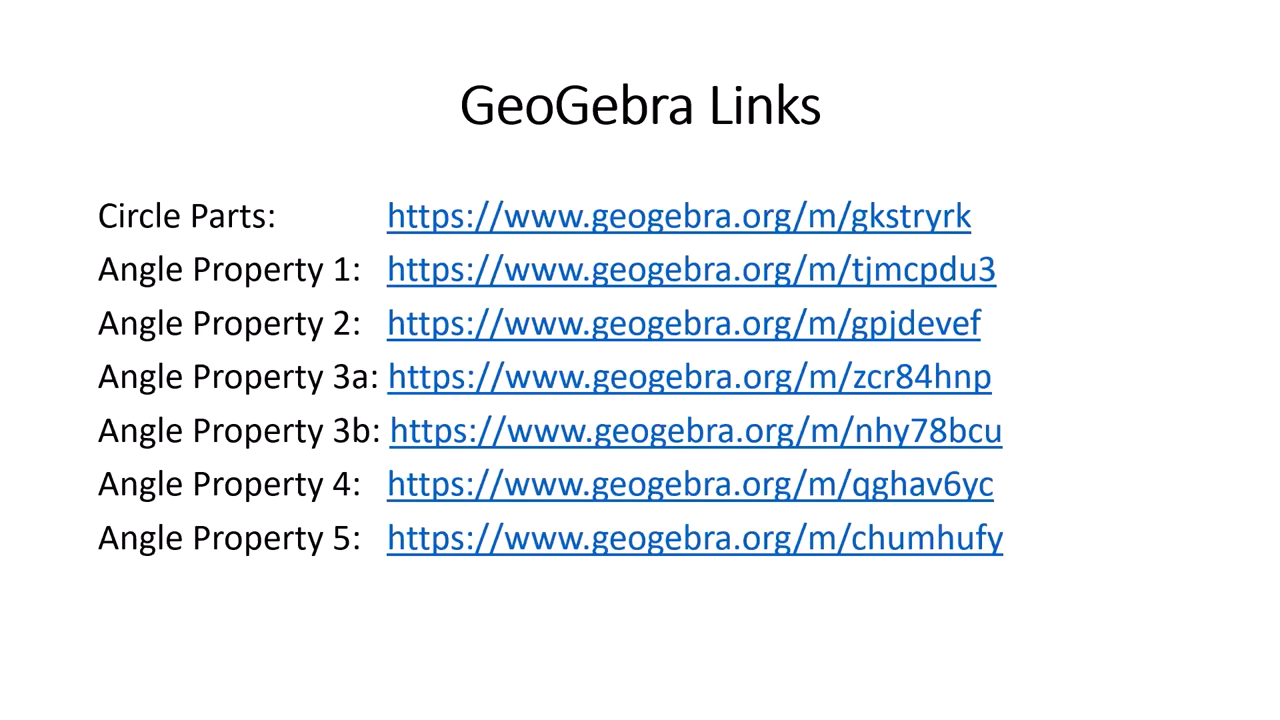 GeoGebra Links
Circle Parts: https://www.geogebra.org/m/gkstryrk
Angle Property 1: https://www.geogebra.org/m/tjmcpdu3
Angle Property 2: https://www.geogebra.org/m/gpjdevef
Angle Property 3a: https://www.geogebra.org/m/zcr84hnp
Angle Property 3b: https://www.geogebra.org/m/nhy78bcu
Angle Property 4: https://www.geogebra.org/m/qghav6yc
Angle Property 5: https://www.geogebra.org/m/chumhufy